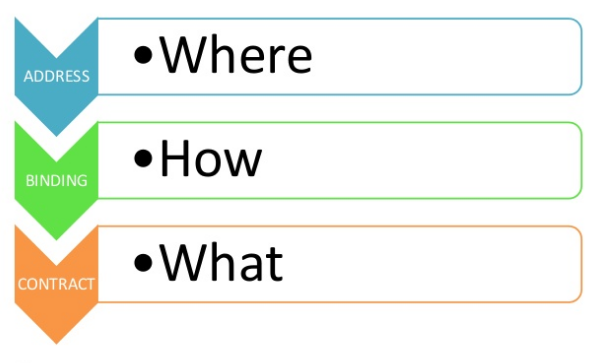 ADDRESS
•Where
BINDING
•How
CONTRACT
•What